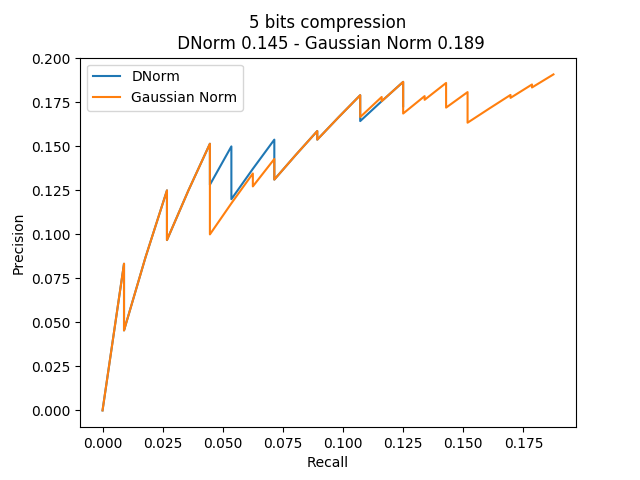 5 bits compression
DNorm 0.145 - Gaussian Norm 0.189
DNorm
Gaussian Norm
0.200
0.175
0.150
0.125
0.100
0.075
0.050
0.025
0.000
Precision
0.000 0.025 0.050 0.075 0.100 0.125 0.150 0.175
Recall